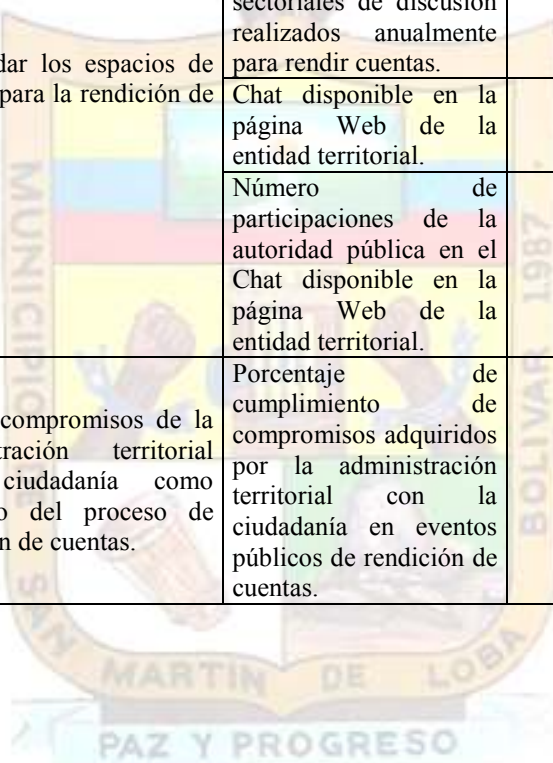 sectoriales de discusión
realizados anualmente
para rendir cuentas.
dar los espacios de
para la rendición de
Chat disponible en la
página Web de la
entidad territorial.
Número de
participaciones de la
autoridad pública en el
Chat disponible en la
página Web de la
entidad territorial.
compromisos de la
tración territorial
ciudadanía como
o del proceso de
n de cuentas.
Porcentaje de
cumplimiento de
compromisos adquiridos
por la administración
territorial con la
ciudadanía en eventos
públicos de rendición de
cuentas.
MUNICIPIO DE
SAN MARTIN DE LOBA
BOLIVAR 1987
PAZ Y PROGRESO